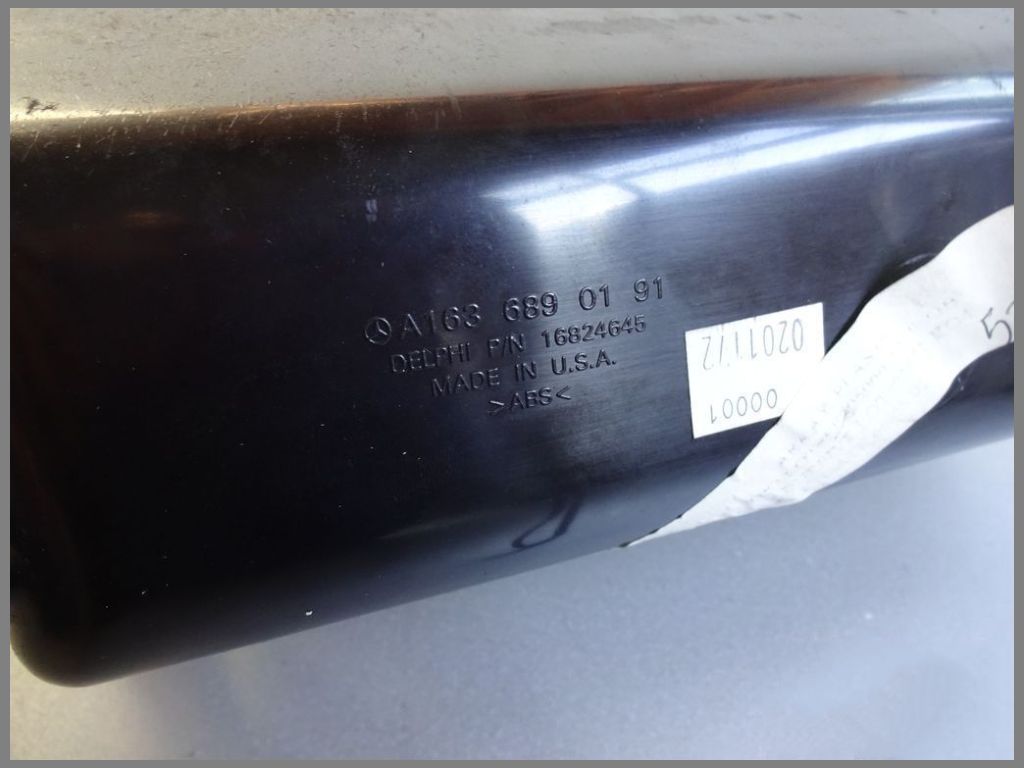 A163 689 01 91
DELPHI P/N 16824645
MADE IN U.S.A.
>ABS<
020117/2
00001